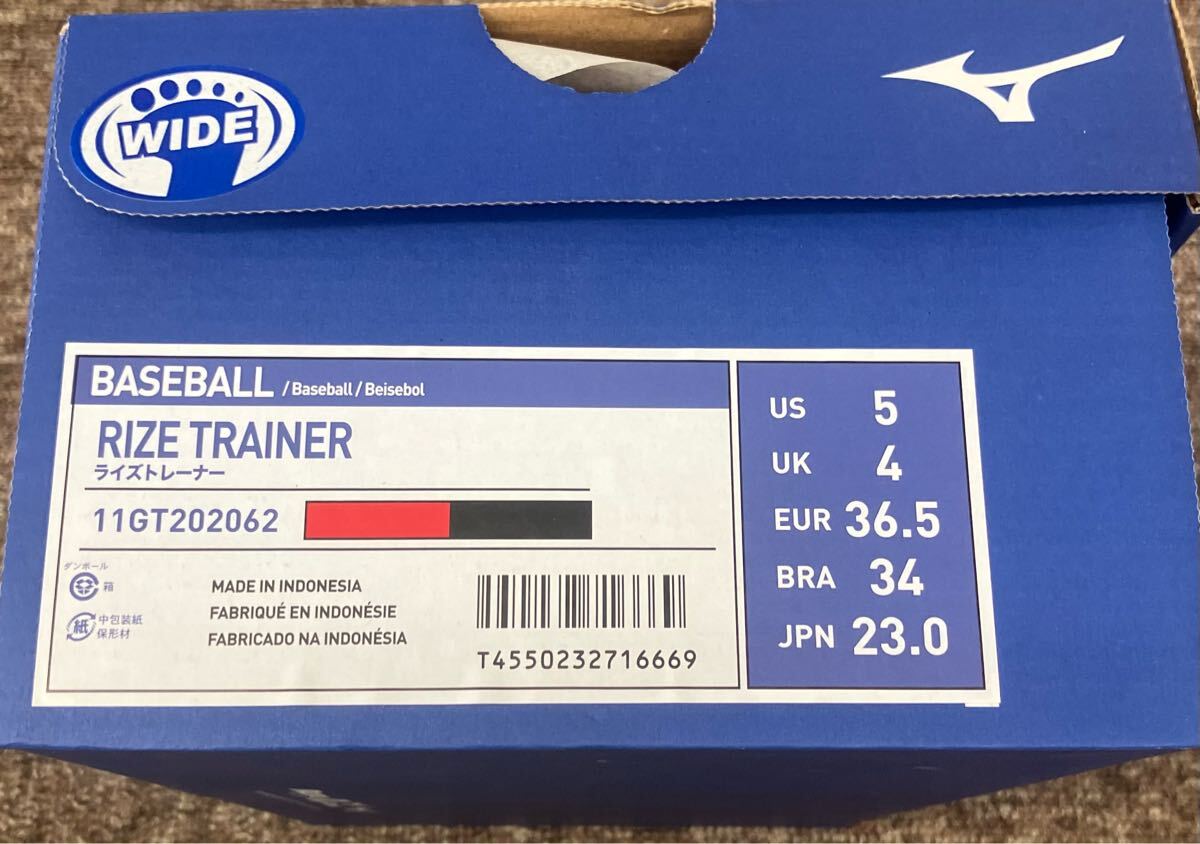 WIDE
BASEBALL / Baseball / Beisebol
RIZE TRAINER
ライズトレーナー
11GT202062
ダンボール
箱
紙
中包装紙
保形材
MADE IN INDONESIA
FABRIQUÉ EN INDONÉSIE
FABRICADO NA INDONÉSIA
T4550232716669
US 5
UK 4
EUR 36.5
BRA 34
JPN 23.0